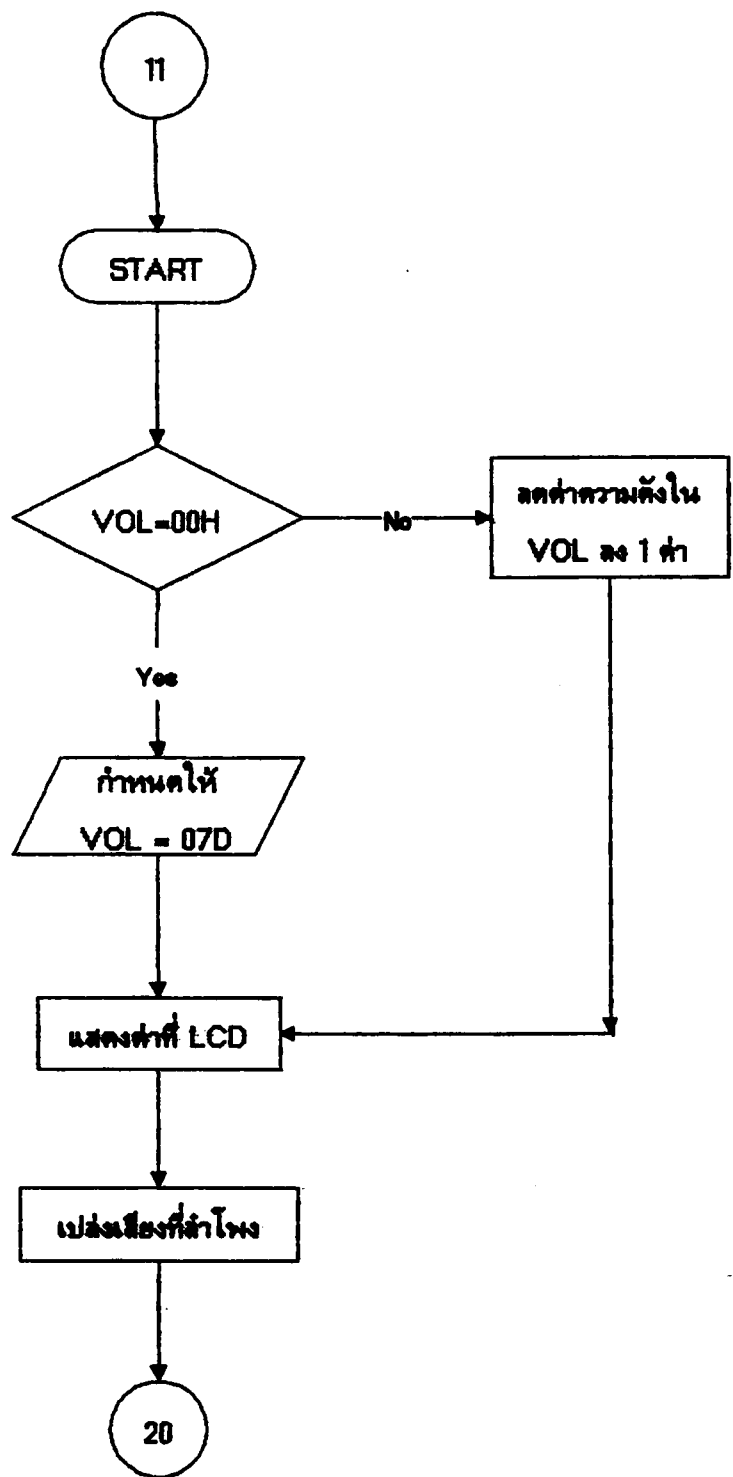 11
START
VOL=00H
No
ลดค่าความดังใน
VOL ลง 1 ค่า
Yes
กำหนดให้
VOL = 07D
แสดงค่าที่ LCD
เปล่งเสียงที่ลำโพง
20